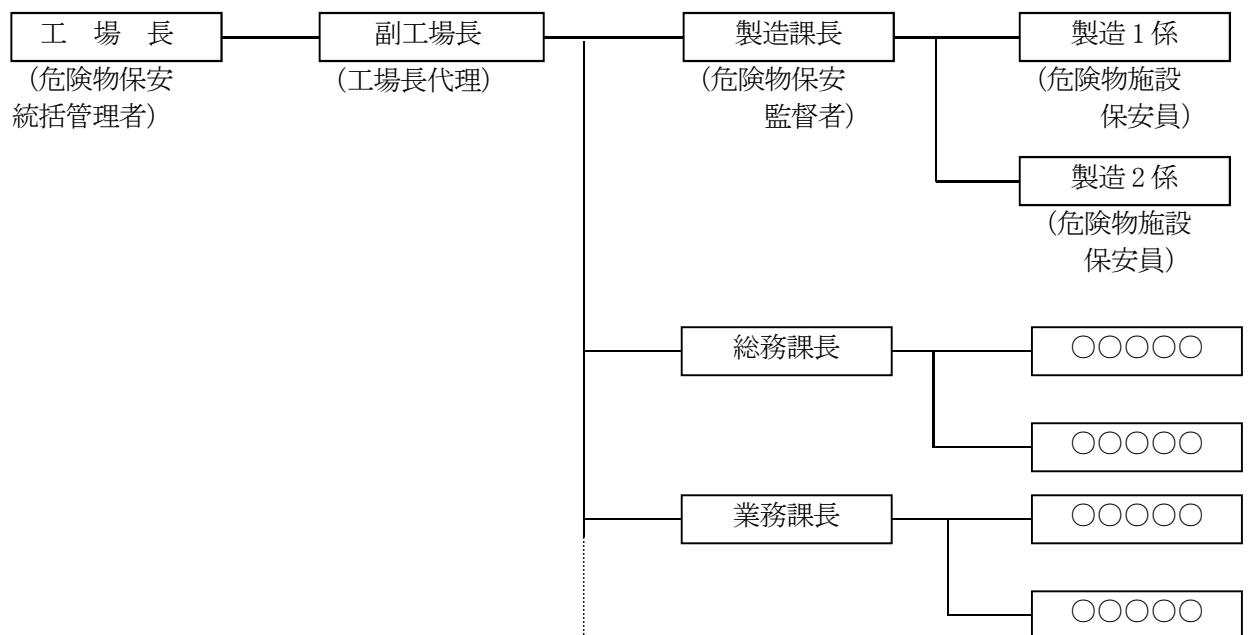 工　場　長
(危険物保安
統括管理者)
副工場長
(工場長代理)
製造課長
(危険物保安
監督者)
製造1係
(危険物施設
保安員)
製造2係
(危険物施設
保安員)
総務課長
○○○○○
○○○○○
業務課長
○○○○○
○○○○○